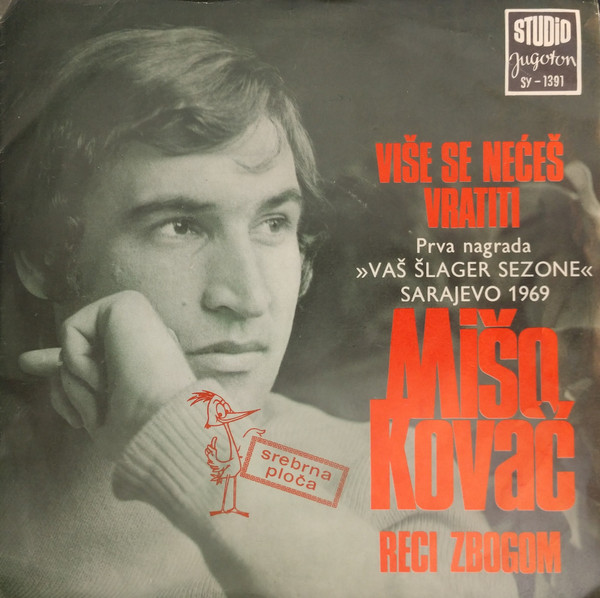 STUDIO
Jugoton
SY-1391
VIŠE SE NEĆEŠ
VRATITI
Prva nagrada
»VAŠ ŠLAGER SEZONE«
SARAJEVO 1969
Mišo
Kovač
srebrna
ploča
RECI ZBOGOM